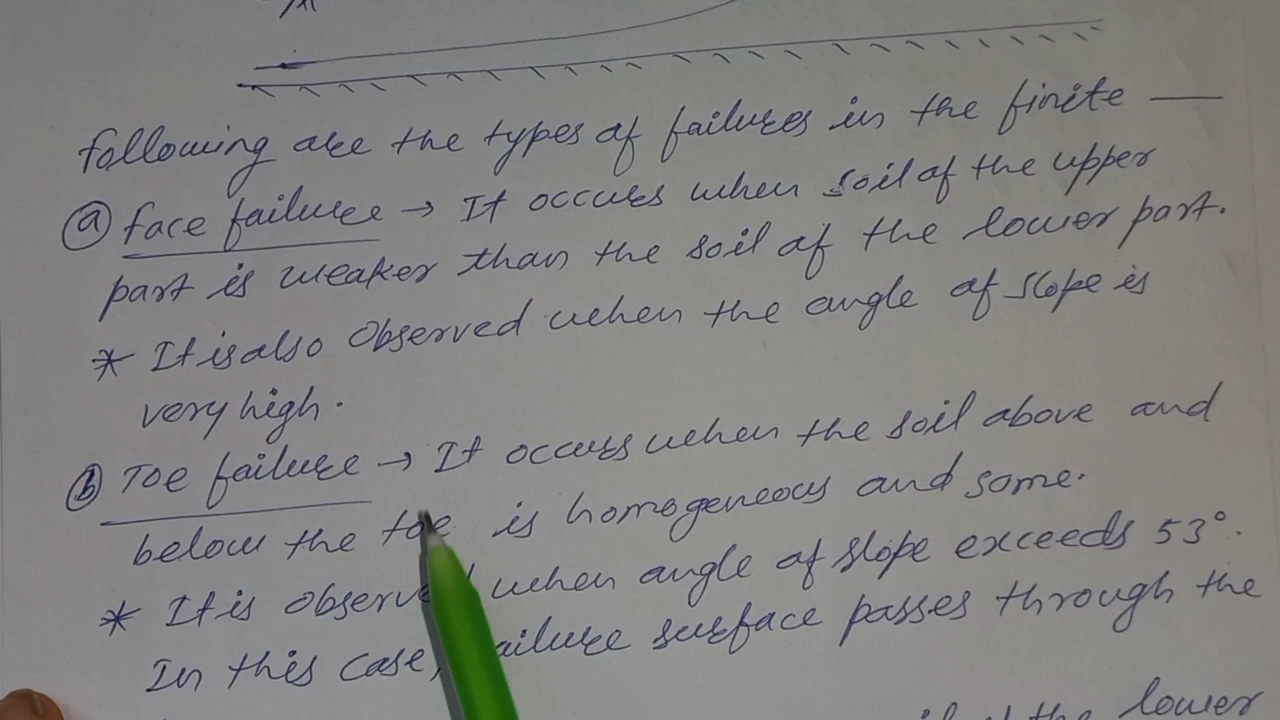 following are the types of failures in the finite —
(a) face failure → It occurs when soil of the upper
part is weaker than the soil of the lower part.
* It is also observed when the angle of slope is
very high.
(b) Toe failure → It occurs when the soil above and
below the toe is homogeneous and some.
* It is when angle of slope exceeds 53°.
In this case, surface passes through the
the lower